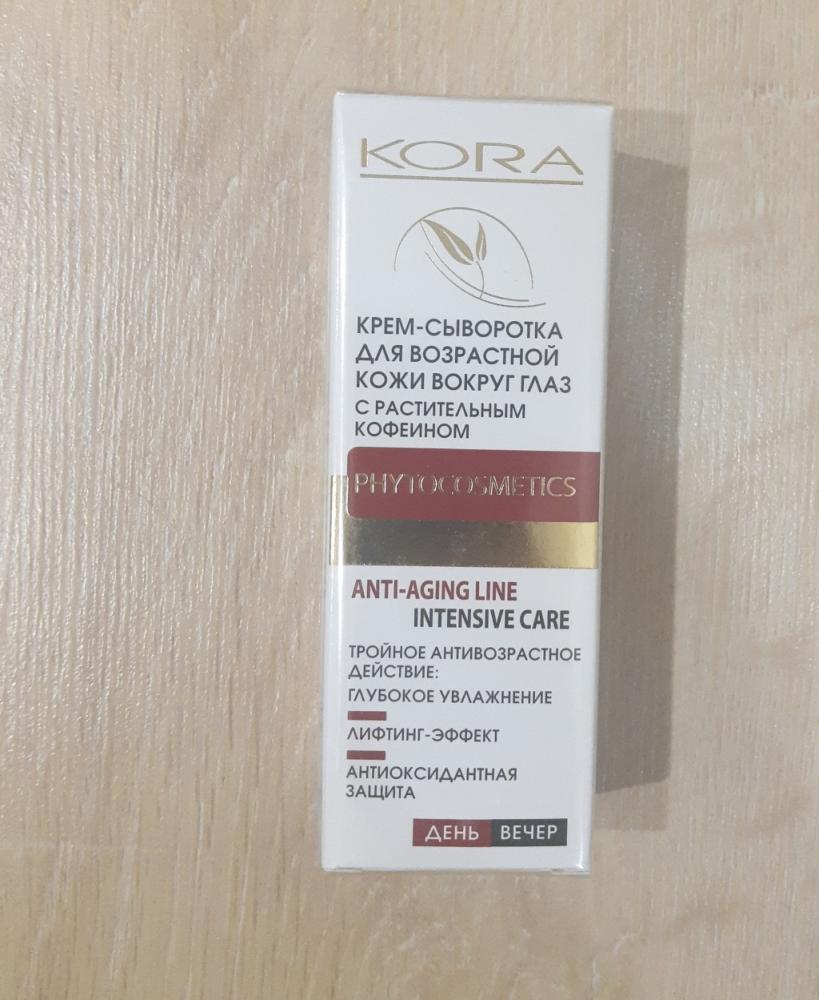 KORA
КРЕМ-СЫВОРОТКА
ДЛЯ ВОЗРАСТНОЙ
КОЖИ ВОКРУГ ГЛАЗ
С РАСТИТЕЛЬНЫМ
КОФЕИНОМ
PHYTOCOSMETICS
ANTI-AGING LINE
INTENSIVE CARE
ТРОЙНОЕ АНТИВОЗРАСТНОЕ
ДЕЙСТВИЕ:
ГЛУБОКОЕ УВЛАЖНЕНИЕ
ЛИФТИНГ-ЭФФЕКТ
АНТИОКСИДАНТНАЯ
ЗАЩИТА
ДЕНЬ ВЕЧЕР